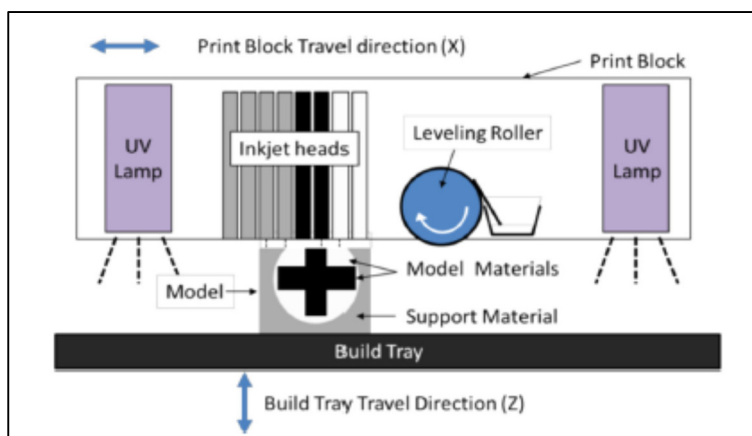 Print Block Travel direction (X)
Print Block
UV
Lamp
Inkjet heads
Leveling Roller
UV
Lamp
Model Materials
Model
Support Material
Build Tray
Build Tray Travel Direction (Z)